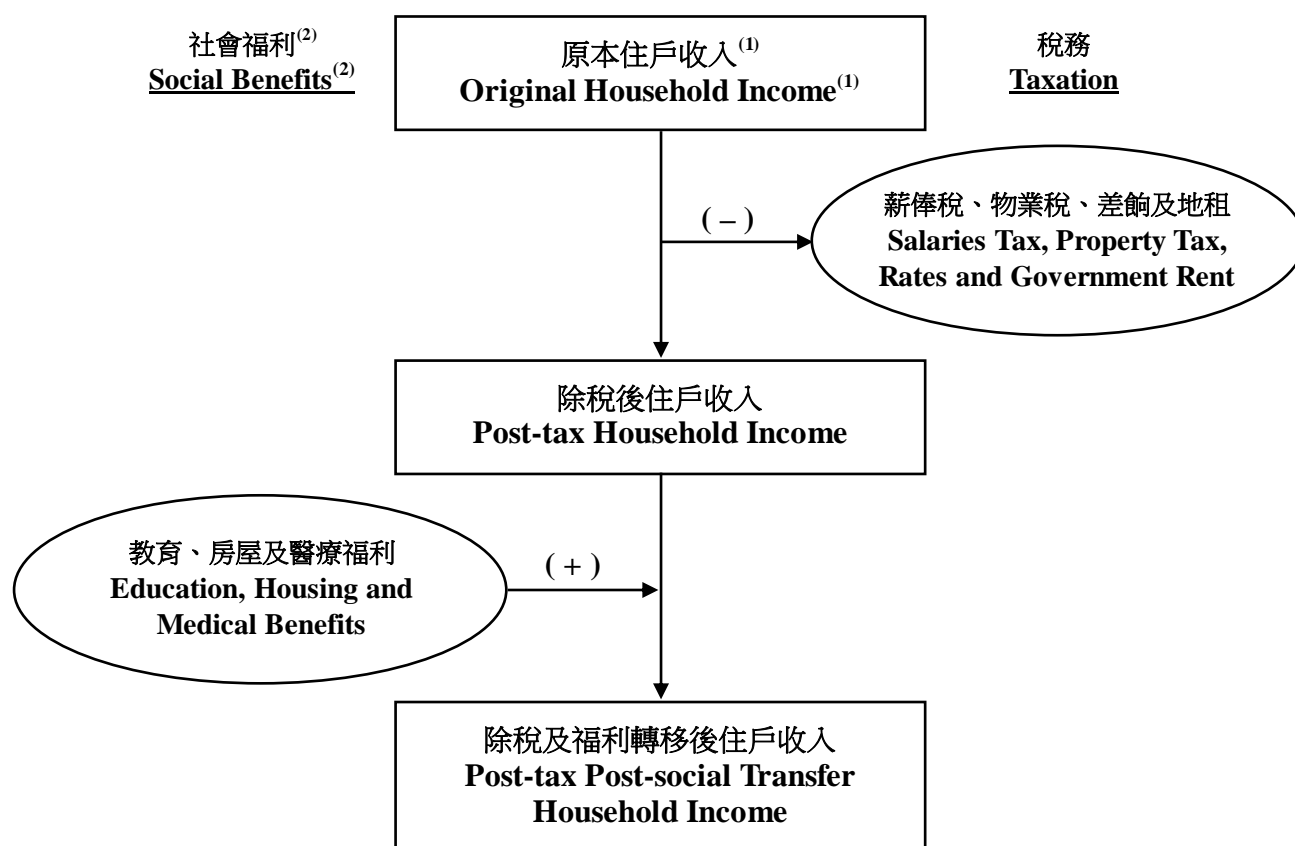 社會福利(2)
Social Benefits(2)
原本住戶收入(1)
Original Household Income(1)
稅務
Taxation
( – )
薪俸稅、物業稅、差餉及地租
Salaries Tax, Property Tax,
Rates and Government Rent
除稅後住戶收入
Post-tax Household Income
教育、房屋及醫療福利
Education, Housing and
Medical Benefits
( + )
除稅及福利轉移後住戶收入
Post-tax Post-social Transfer
Household Income